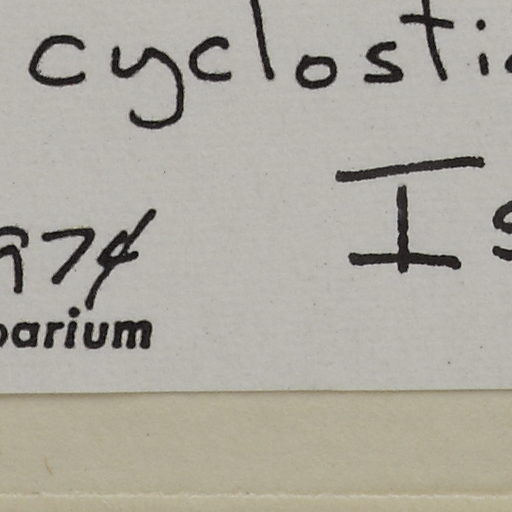 cyclosti
Is
974
barium